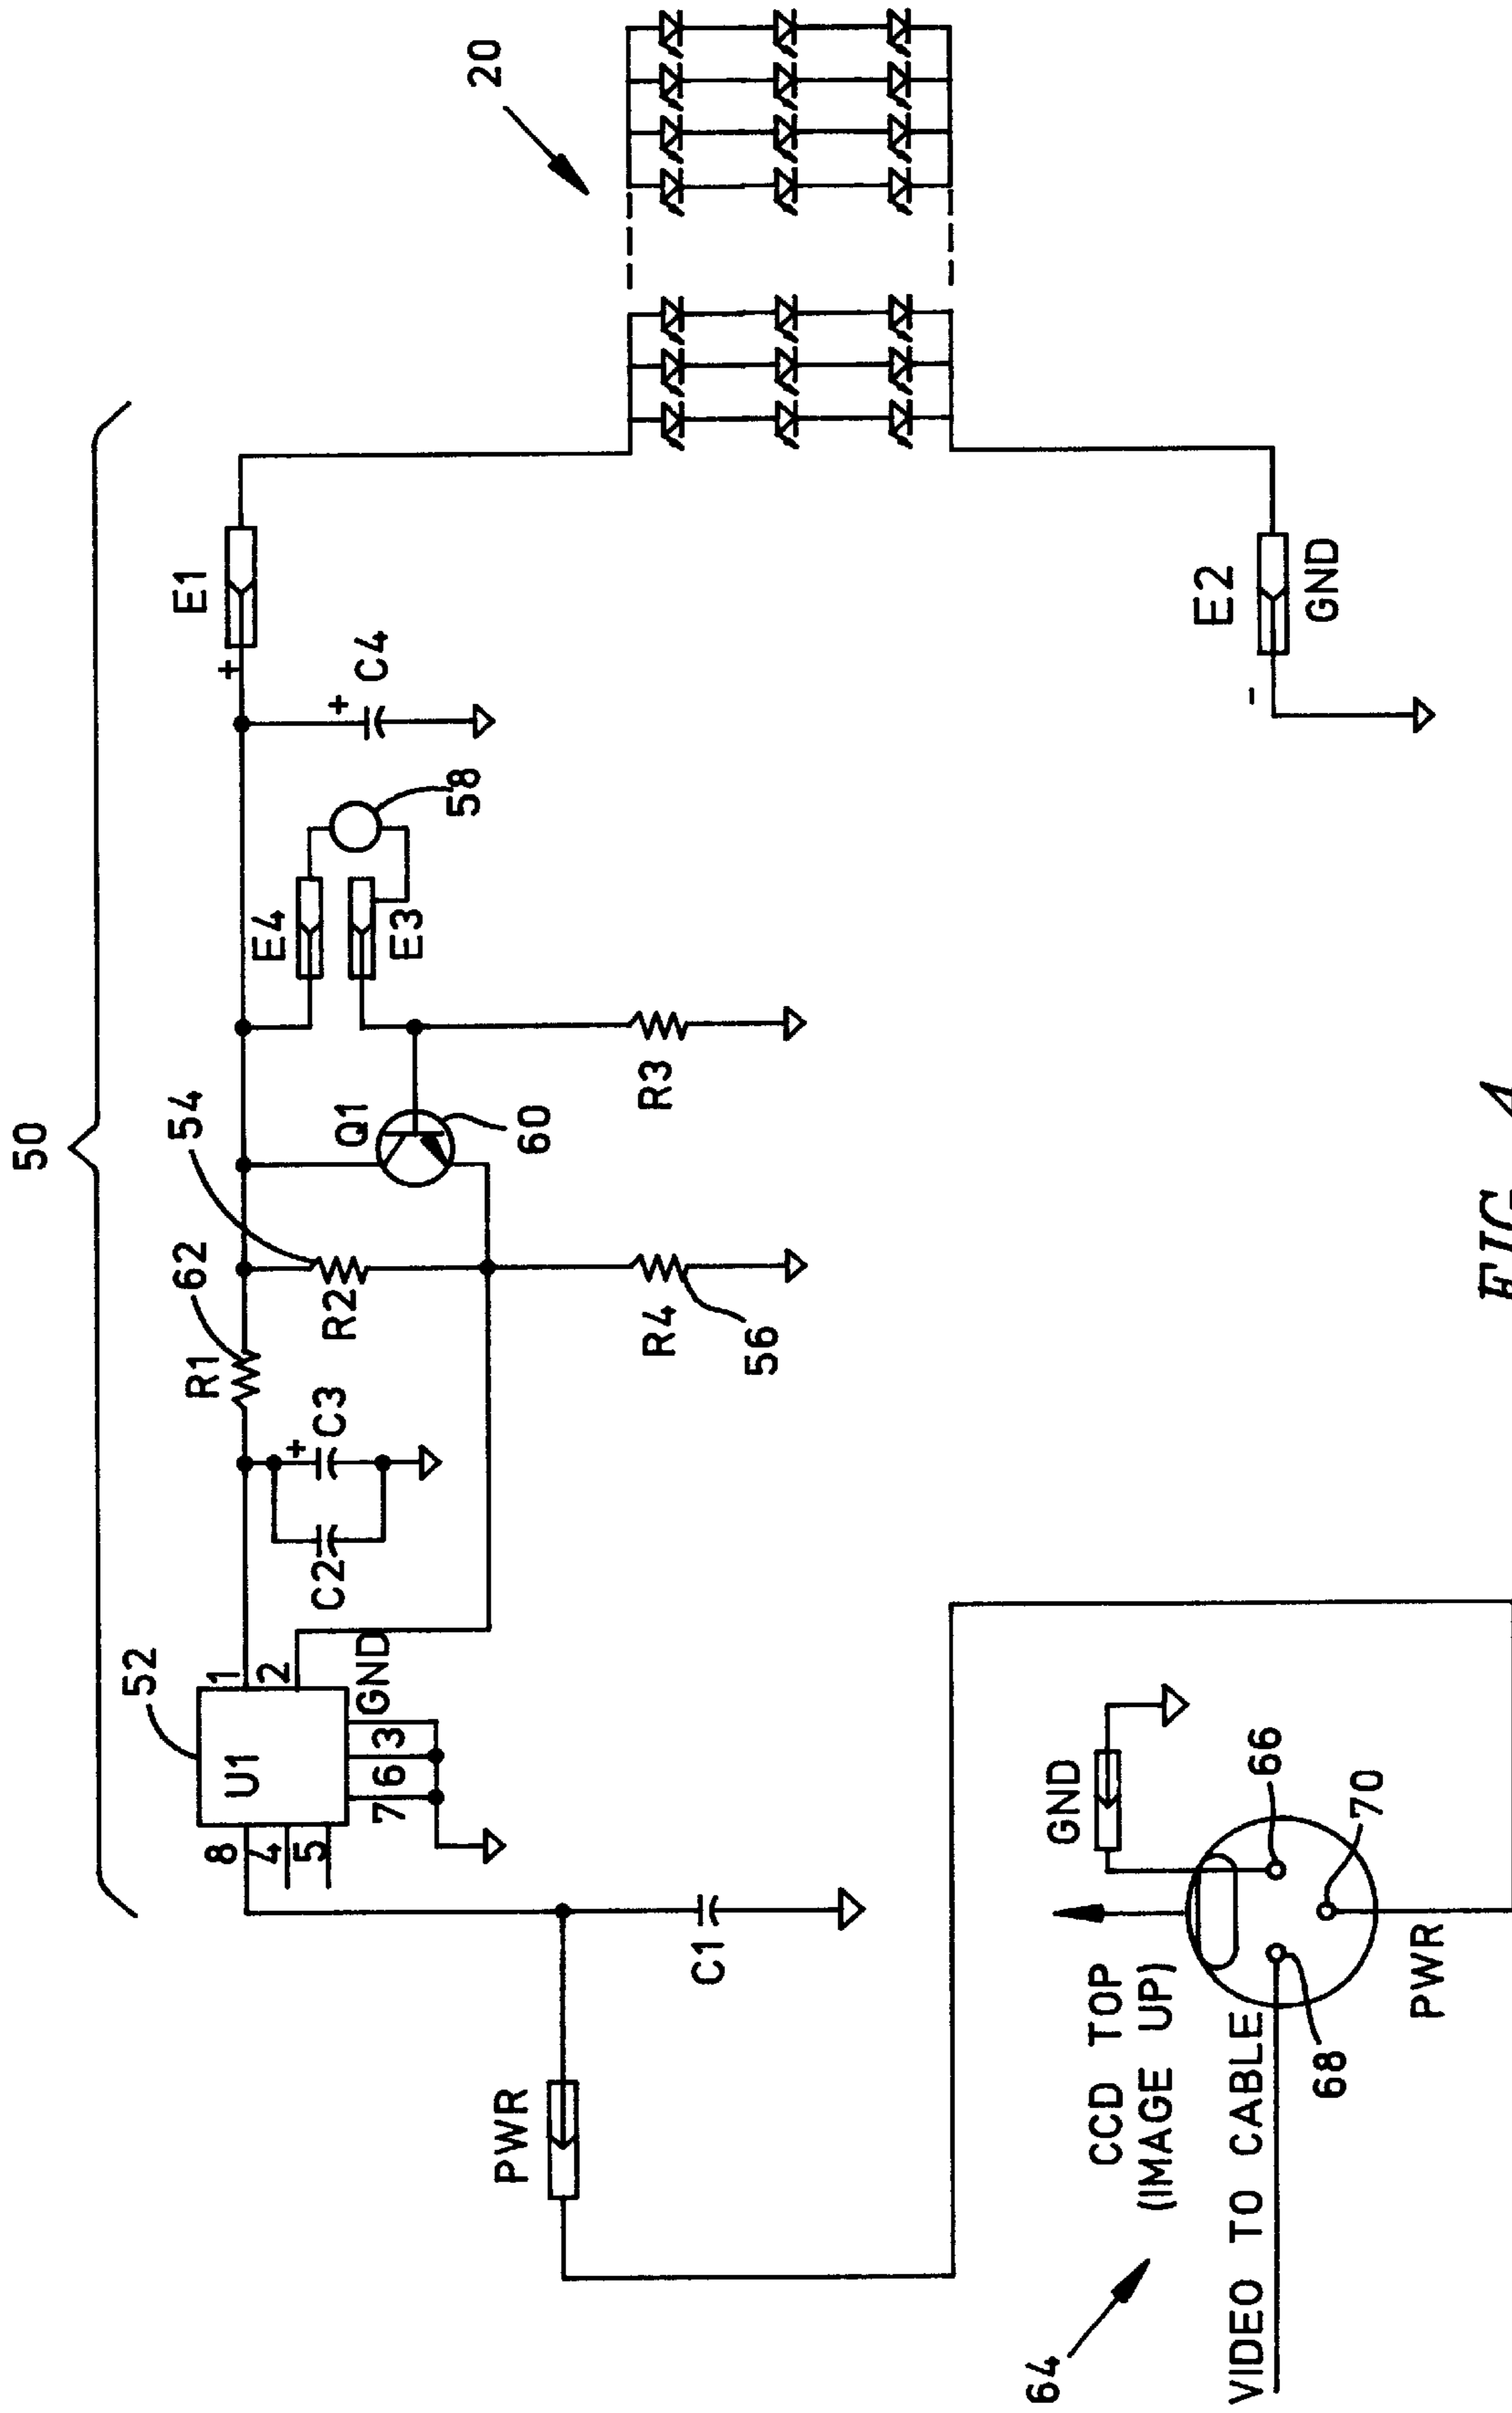 50
52
62
54
E1
20
R1
8
U1
1
4
2
5
7
6
3
GND
C2
+
C3
R2
Q1
E4
E3
+
+
C4
58
60
PWR
C1
R4
R3
56
64
CCD TOP
(IMAGE UP)
GND
VIDEO TO CABLE
68
66
70
PWR
E2
-
GND
FIG. 4